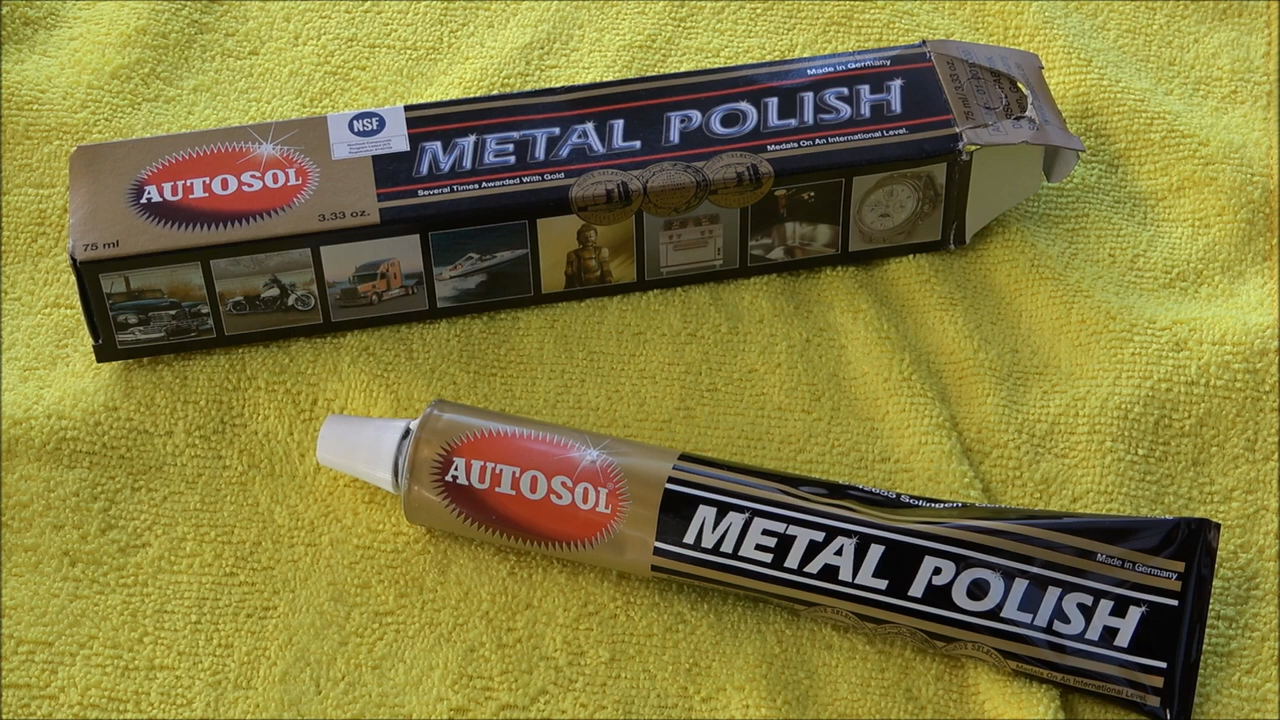 Made in Germany
NSF
METAL POLISH
AUTOSOL
Several Times Awarded With Gold
Medals On An International Level.
3.33 oz.
75 ml
75 ml/3.33 oz.
AUTOSOL
42655 Solingen
Made in Germany
METAL POLISH
Medals On An International Level.